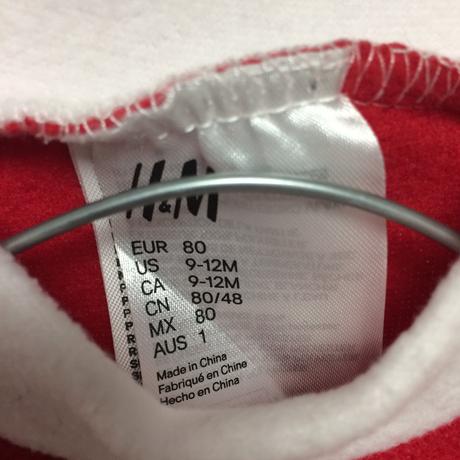 H&M
EUR 80
US 9-12M
CA 9-12M
CN 80/48
MX 80
AUS 1
Made in China
Fabriqué en Chine
Hecho en China